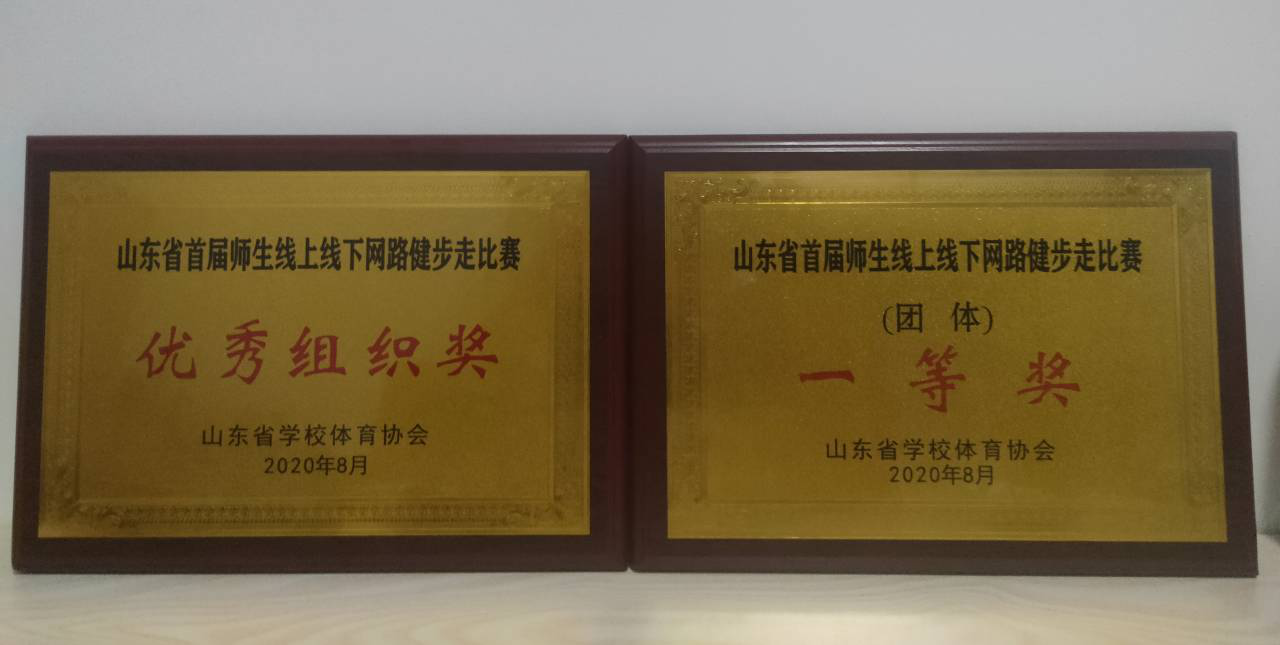 山东省首届师生线上线下网路健步走比赛
优秀组织奖
山东省学校体育协会
2020年8月
山东省首届师生线上线下网路健步走比赛
(团 体)
一等奖
山东省学校体育协会
2020年8月